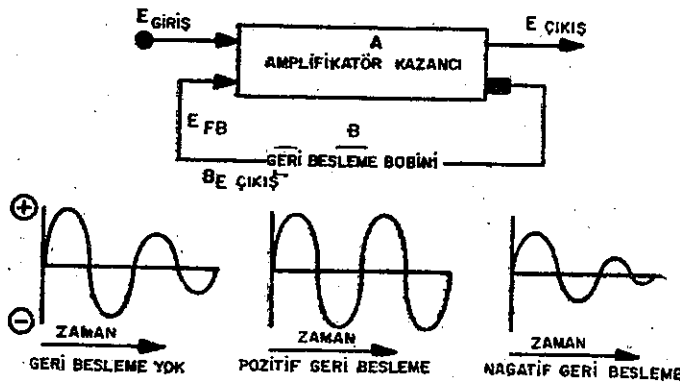 E GİRİŞ
E ÇIKIŞ
A
AMPLİFİKATÖR KAZANCI
E FB
B
GERİ BESLEME BOBİNİ
BE ÇIKIŞ
+
−
ZAMAN
GERİ BESLEME YOK
ZAMAN
POZİTİF GERİ BESLEME
ZAMAN
NAGATİF GERİ BESLEME